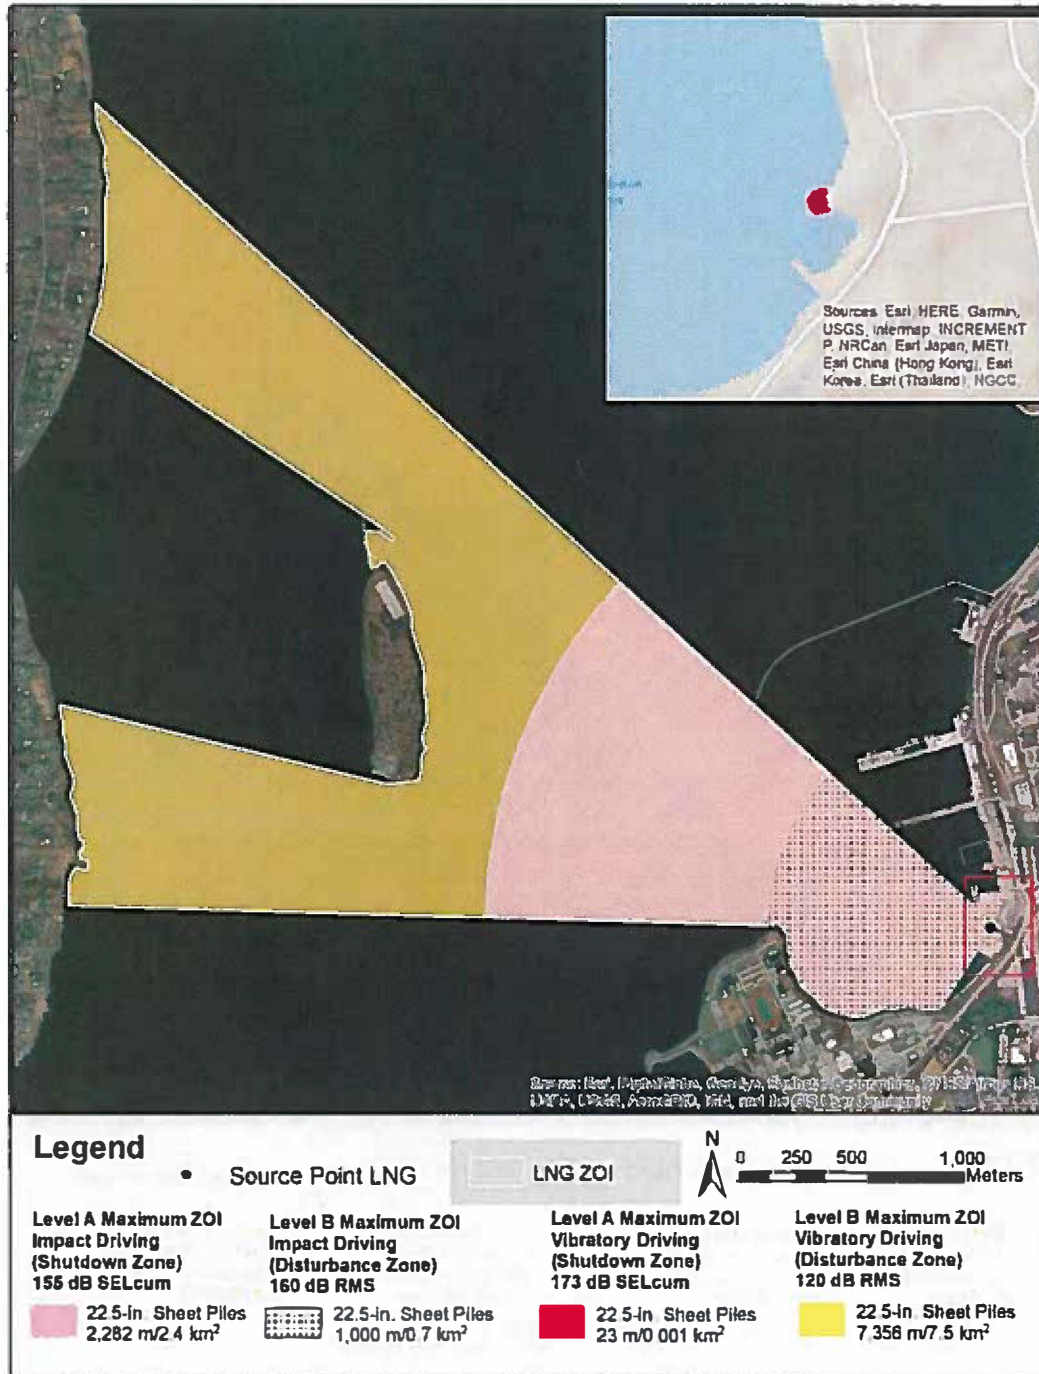 Sources Esri, HERE, Garmin,
USGS, Intermap, INCREMENT
P, NRCan, Esri Japan, METI,
Esri China (Hong Kong), Esri
Korea, Esri (Thailand), NGCC,
and the GIS User Community
Legend
Source Point LNG
LNG ZOI
N
0 250 500 1,000
Meters
Level A Maximum ZOI
Impact Driving
(Shutdown Zone)
155 dB SELcum
22.5-in. Sheet Piles
2,282 m/2.4 km²
Level B Maximum ZOI
Impact Driving
(Disturbance Zone)
160 dB RMS
22.5-in. Sheet Piles
1,000 m/0.7 km²
Level A Maximum ZOI
Vibratory Driving
(Shutdown Zone)
173 dB SELcum
22.5-in. Sheet Piles
23 m/0 001 km²
Level B Maximum ZOI
Vibratory Driving
(Disturbance Zone)
120 dB RMS
22.5-in. Sheet Piles
7,356 m/7.5 km²